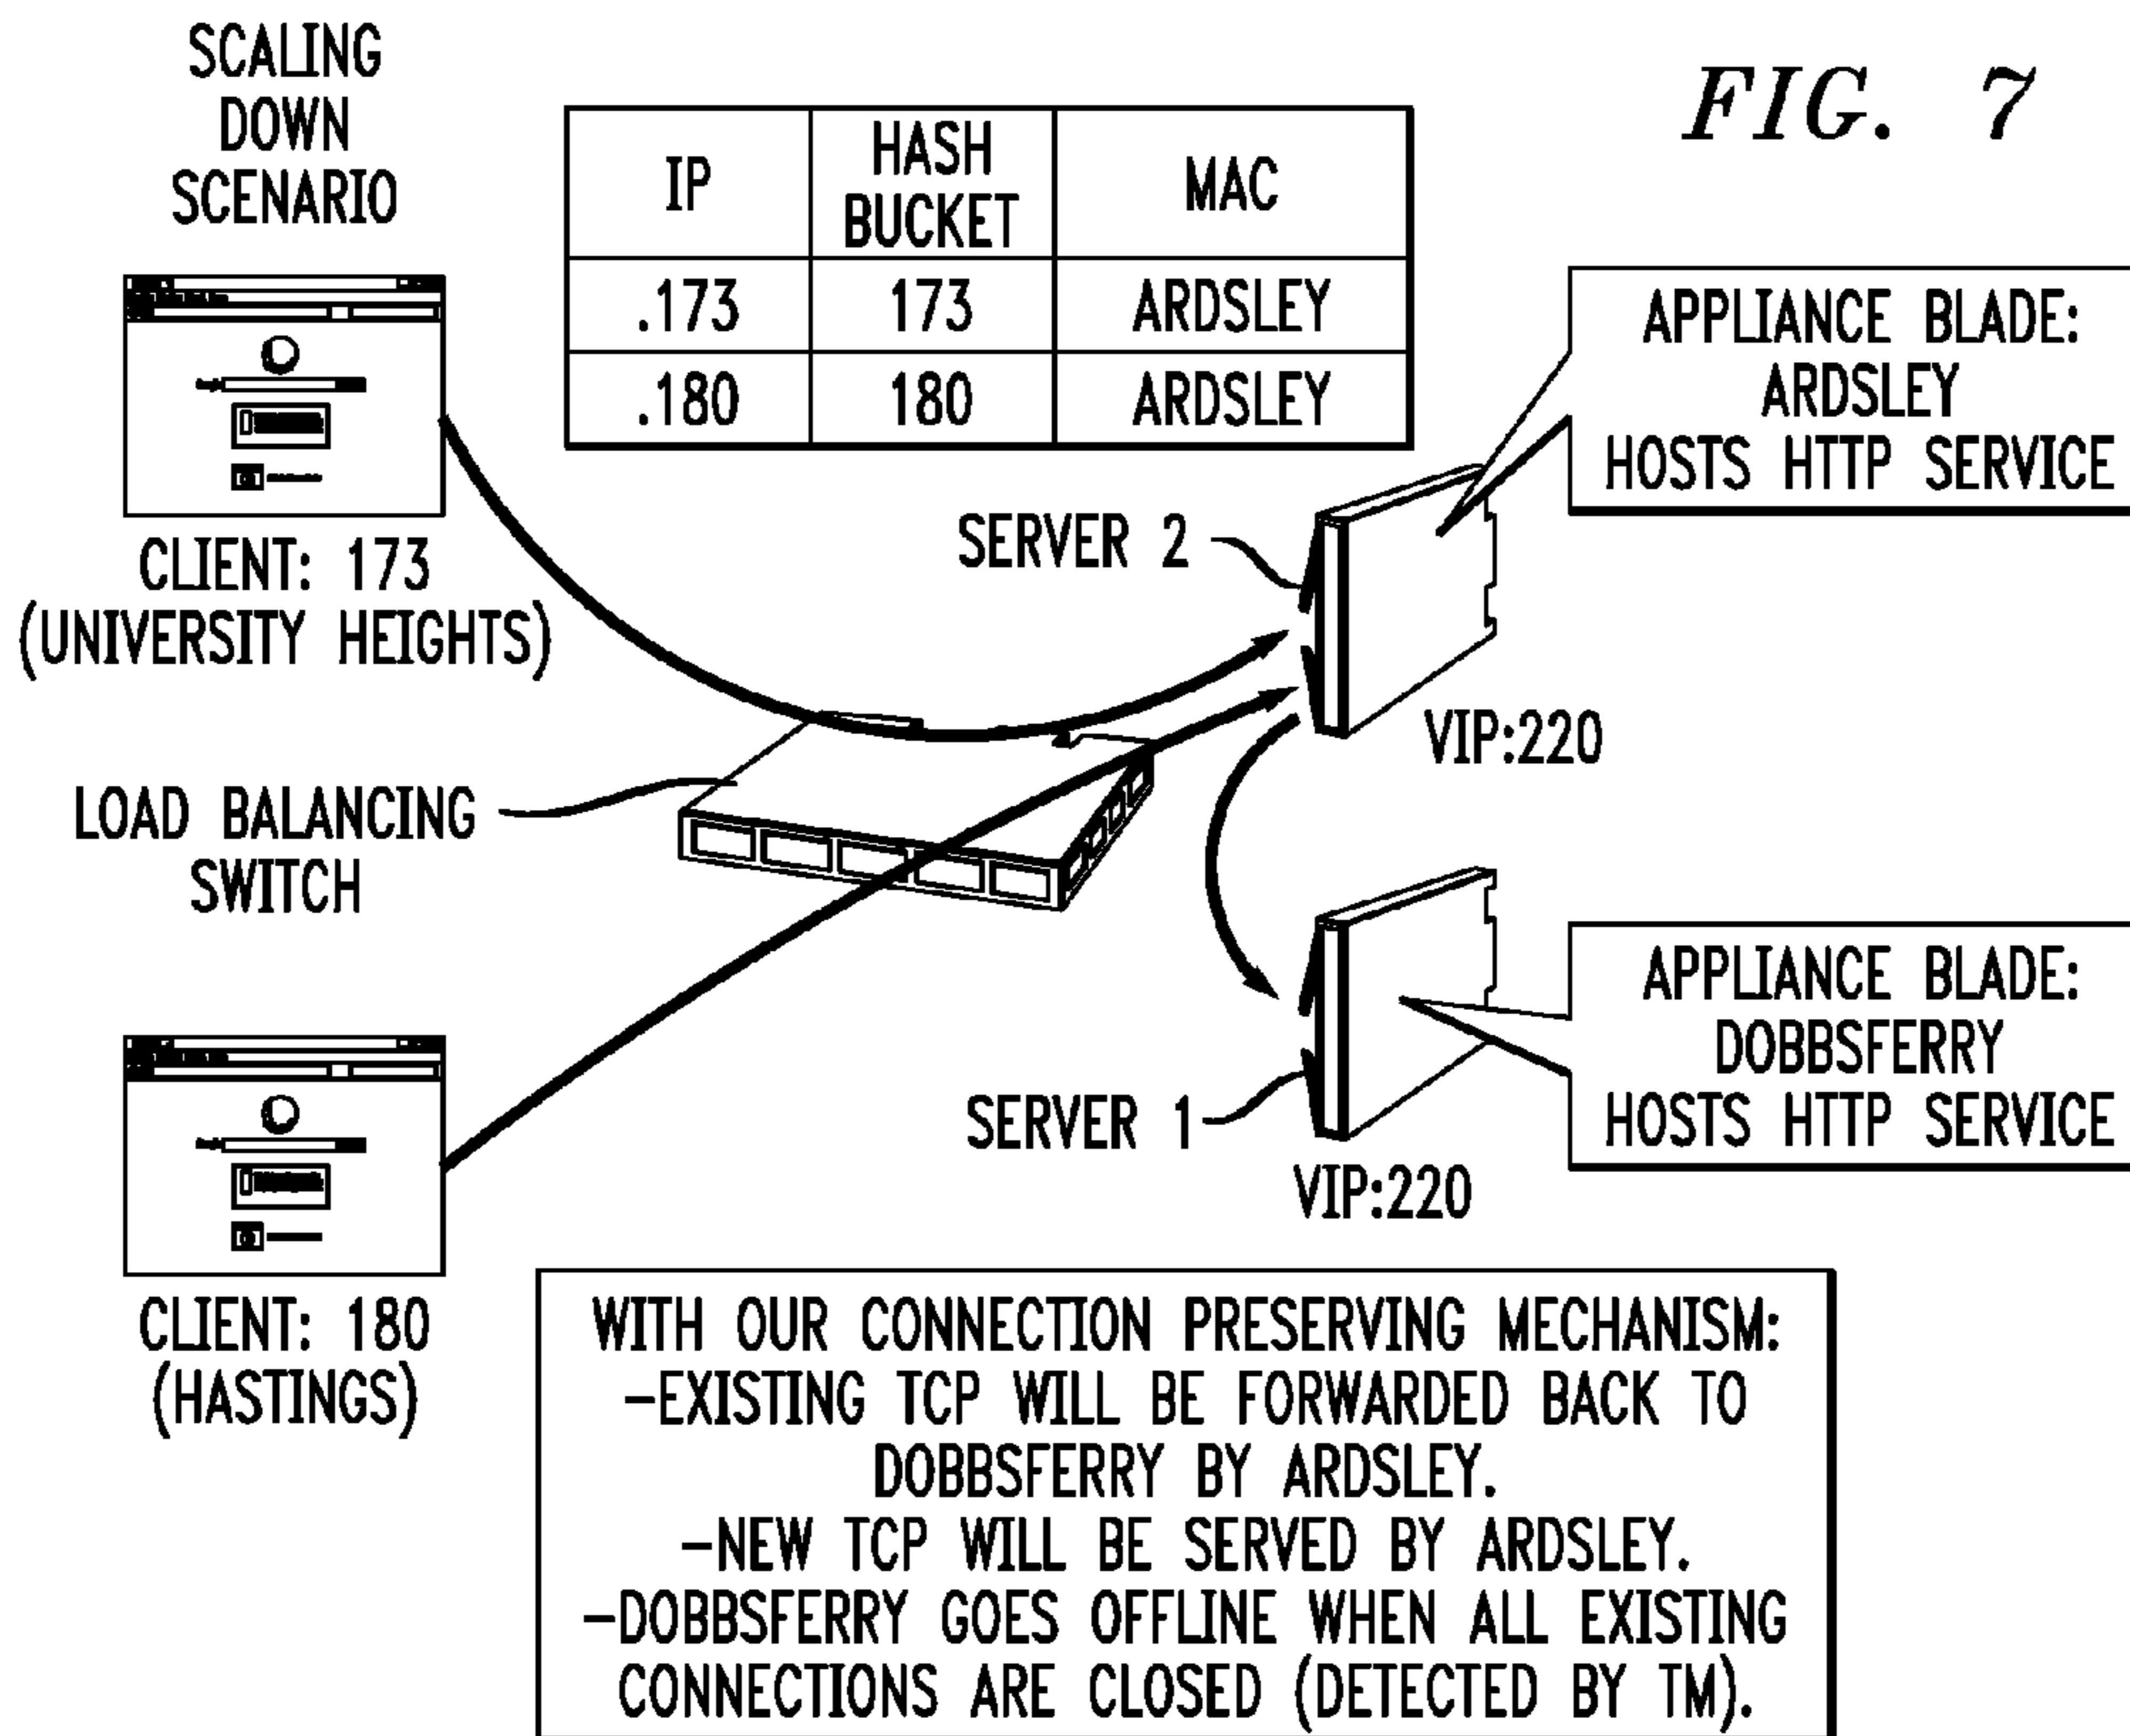 SCALING
DOWN
SCENARIO
FIG. 7
IP HASH BUCKET MAC
.173 173 ARDSLEY
.180 180 ARDSLEY
APPLIANCE BLADE:
ARDSLEY
HOSTS HTTP SERVICE
CLIENT: 173
(UNIVERSITY HEIGHTS)
SERVER 2
VIP:220
LOAD BALANCING
SWITCH
APPLIANCE BLADE:
DOBBSFERRY
HOSTS HTTP SERVICE
SERVER 1
VIP:220
CLIENT: 180
(HASTINGS)
WITH OUR CONNECTION PRESERVING MECHANISM:
-EXISTING TCP WILL BE FORWARDED BACK TO
DOBBSFERRY BY ARDSLEY.
-NEW TCP WILL BE SERVED BY ARDSLEY.
-DOBBSFERRY GOES OFFLINE WHEN ALL EXISTING
CONNECTIONS ARE CLOSED (DETECTED BY TM).